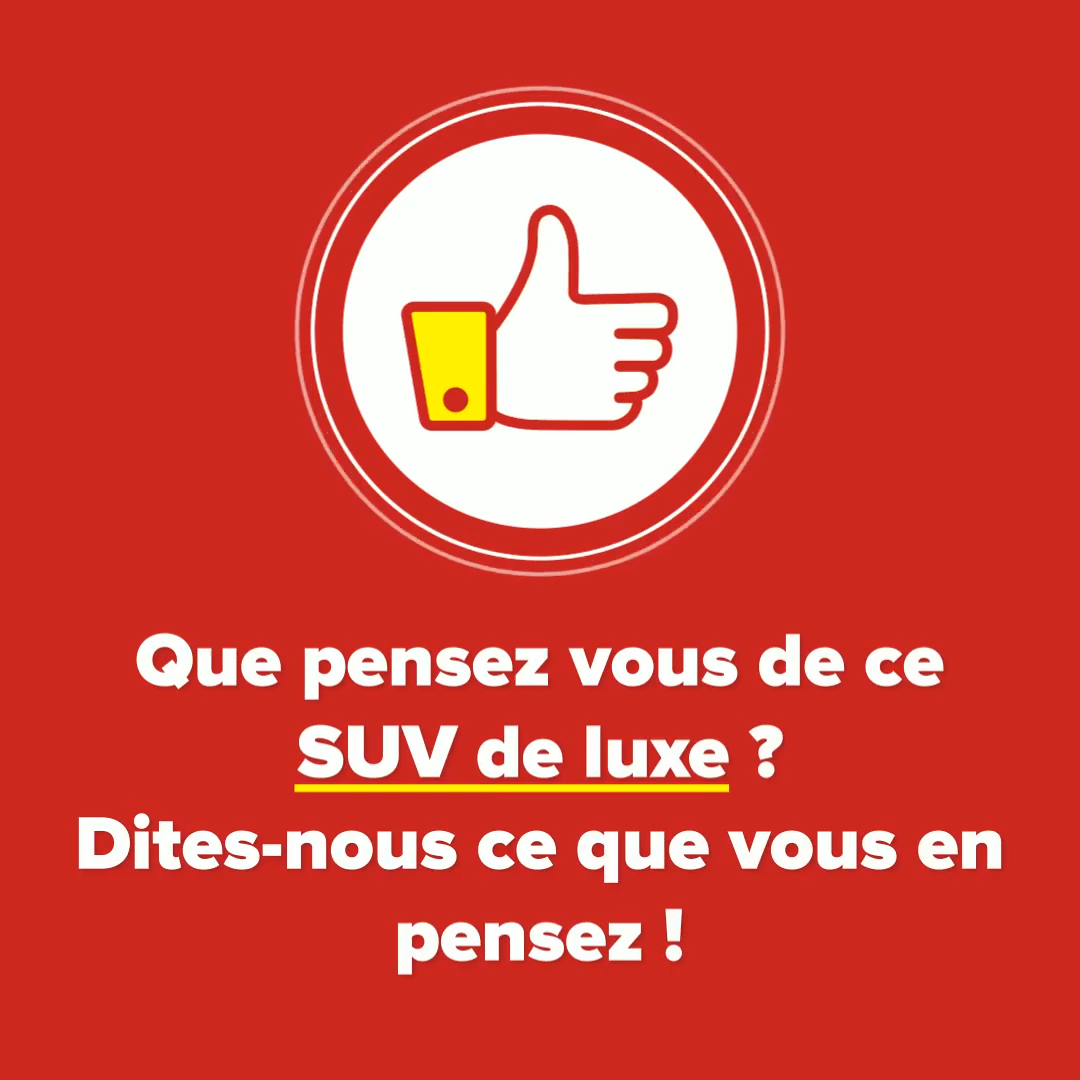 Que pensez vous de ce
SUV de luxe ?
Dites-nous ce que vous en
pensez !